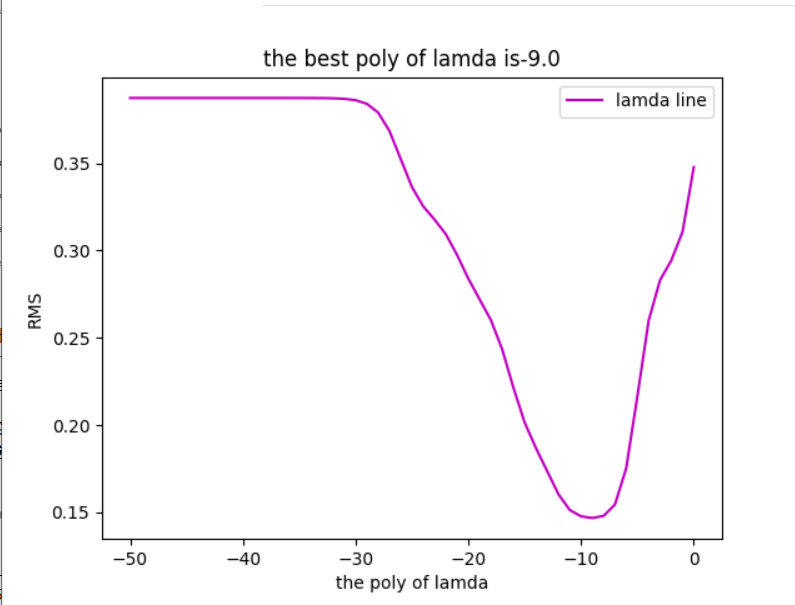 the best poly of lamda is-9.0
lamda line
0.35
0.30
0.25
0.20
0.15
RMS
−50 −40 −30 −20 −10 0
the poly of lamda